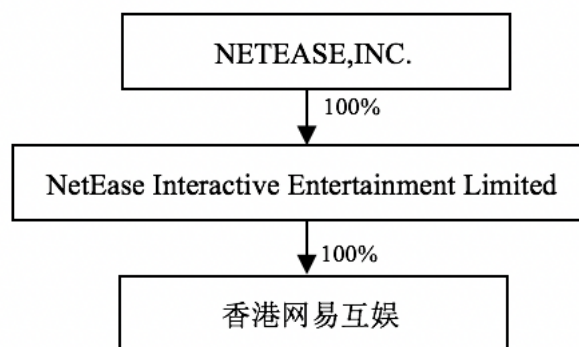 NETEASE,INC.
100%
NetEase Interactive Entertainment Limited
100%
香港网易互娱